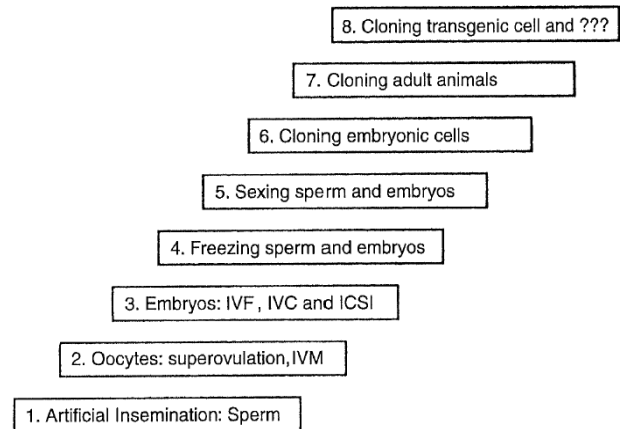 8. Cloning transgenic cell and ???
7. Cloning adult animals
6. Cloning embryonic cells
5. Sexing sperm and embryos
4. Freezing sperm and embryos
3. Embryos: IVF, IVC and ICSI
2. Oocytes: superovulation,IVM
1. Artificial Insemination: Sperm